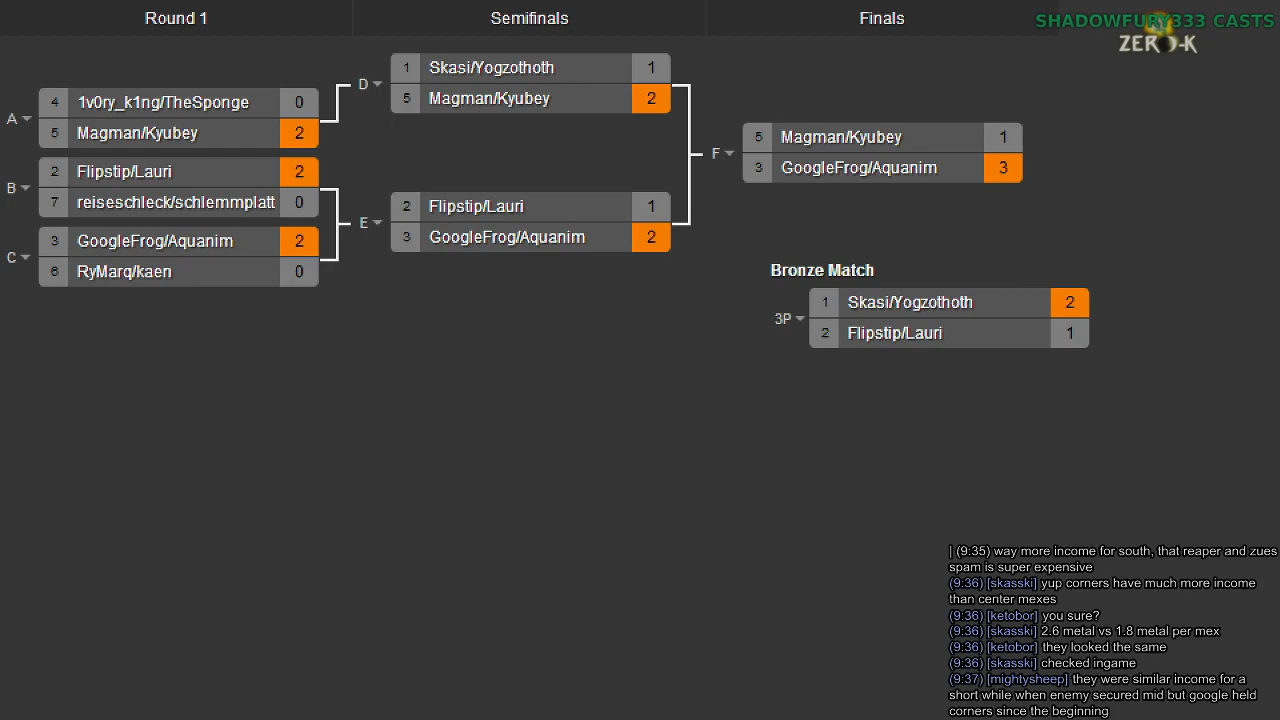 Round 1
Semifinals
Finals
SHADOWFURY333 CASTS
ZERO-K
A
4 1v0ry_k1ng/TheSponge 0
5 Magman/Kyubey 2
B
2 Flipstip/Lauri 2
7 reiseschleck/schlemmplatt 0
C
3 GoogleFrog/Aquanim 2
6 RyMarq/kaen 0
D
1 Skasi/Yogzothoth 1
5 Magman/Kyubey 2
E
2 Flipstip/Lauri 1
3 GoogleFrog/Aquanim 2
F
5 Magman/Kyubey 1
3 GoogleFrog/Aquanim 3
Bronze Match
3P
1 Skasi/Yogzothoth 2
2 Flipstip/Lauri 1
| (9:35) way more income for south, that reaper and zues
spam is super expensive
(9:36) [skasski] yup corners have much more income
than center mexes
(9:36) [ketobor] you sure?
(9:36) [skasski] 2.6 metal vs 1.8 metal per mex
(9:36) [ketobor] they looked the same
(9:36) [skasski] checked ingame
(9:37) [mightysheep] they were similar income for a
short while when enemy secured mid but google held
corners since the beginning